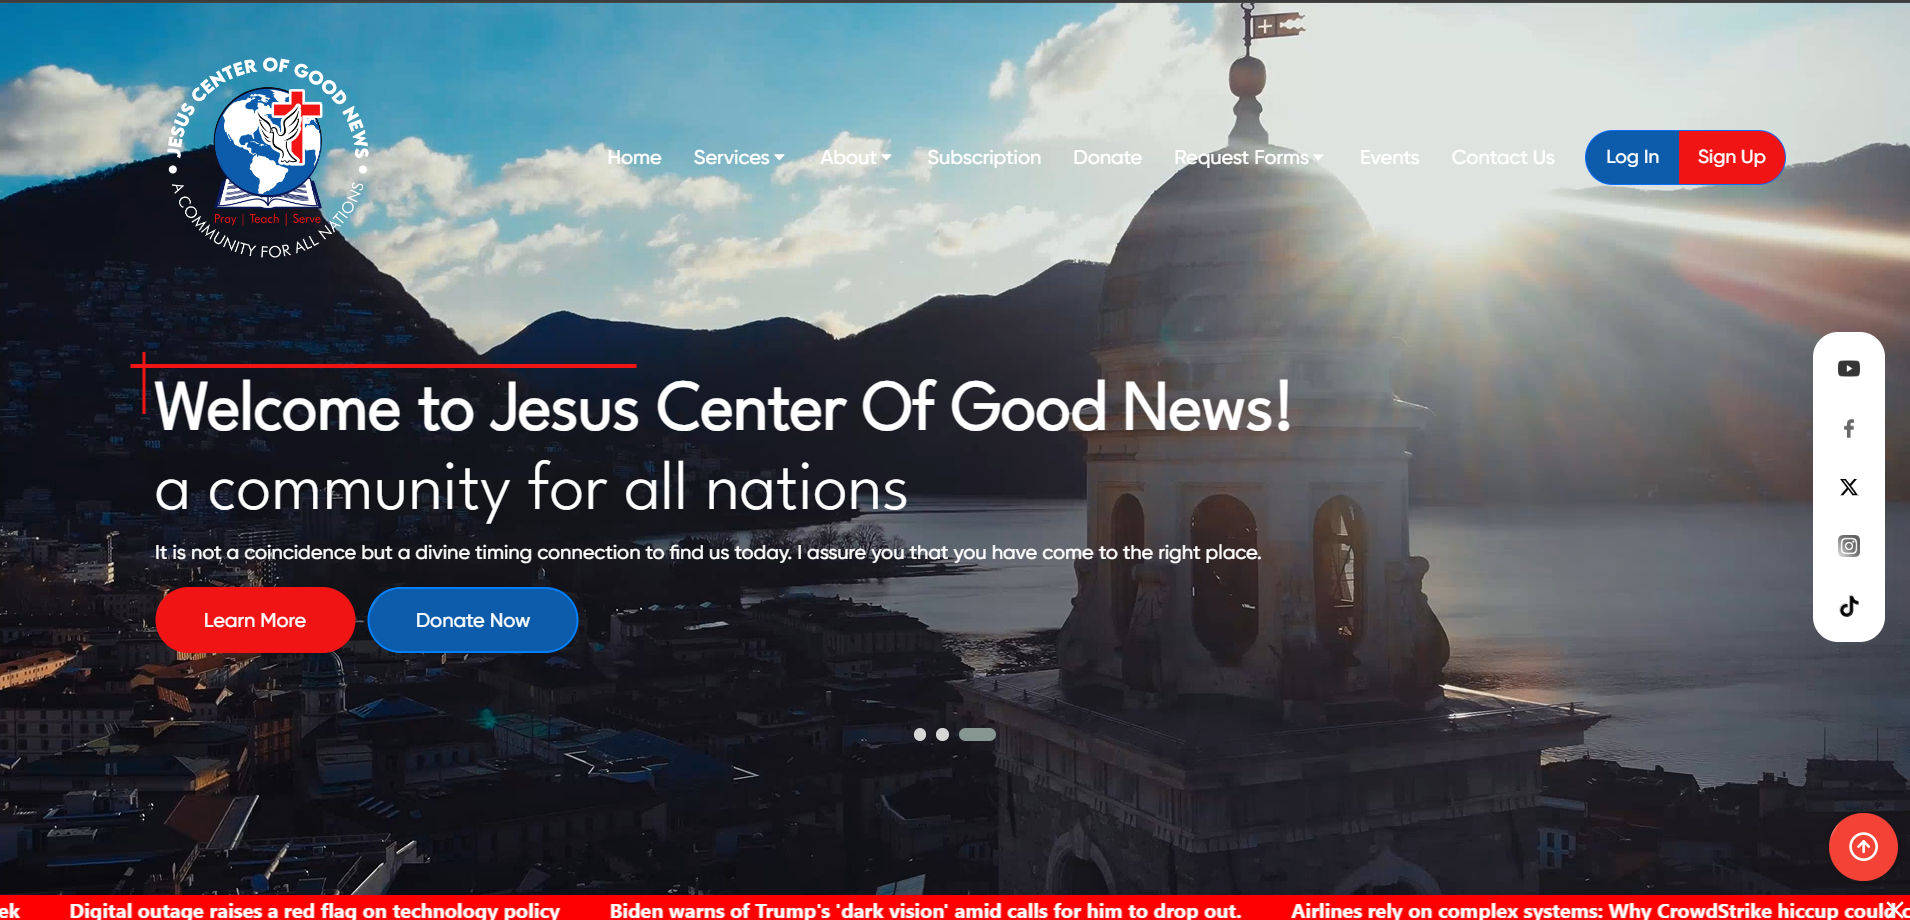 JESUS CENTER OF GOOD NEWS
Pray | Teach | Serve
A COMMUNITY FOR ALL NATIONS
Home Services About Subscription Donate Request Forms Events Contact Us Log In Sign Up
Welcome to Jesus Center Of Good News!
a community for all nations
It is not a coincidence but a divine timing connection to find us today. I assure you that you have come to the right place.
Learn More Donate Now
ek Digital outage raises a red flag on technology policy Biden warns of Trump's 'dark vision' amid calls for him to drop out. Airlines rely on complex systems: Why CrowdStrike hiccup could